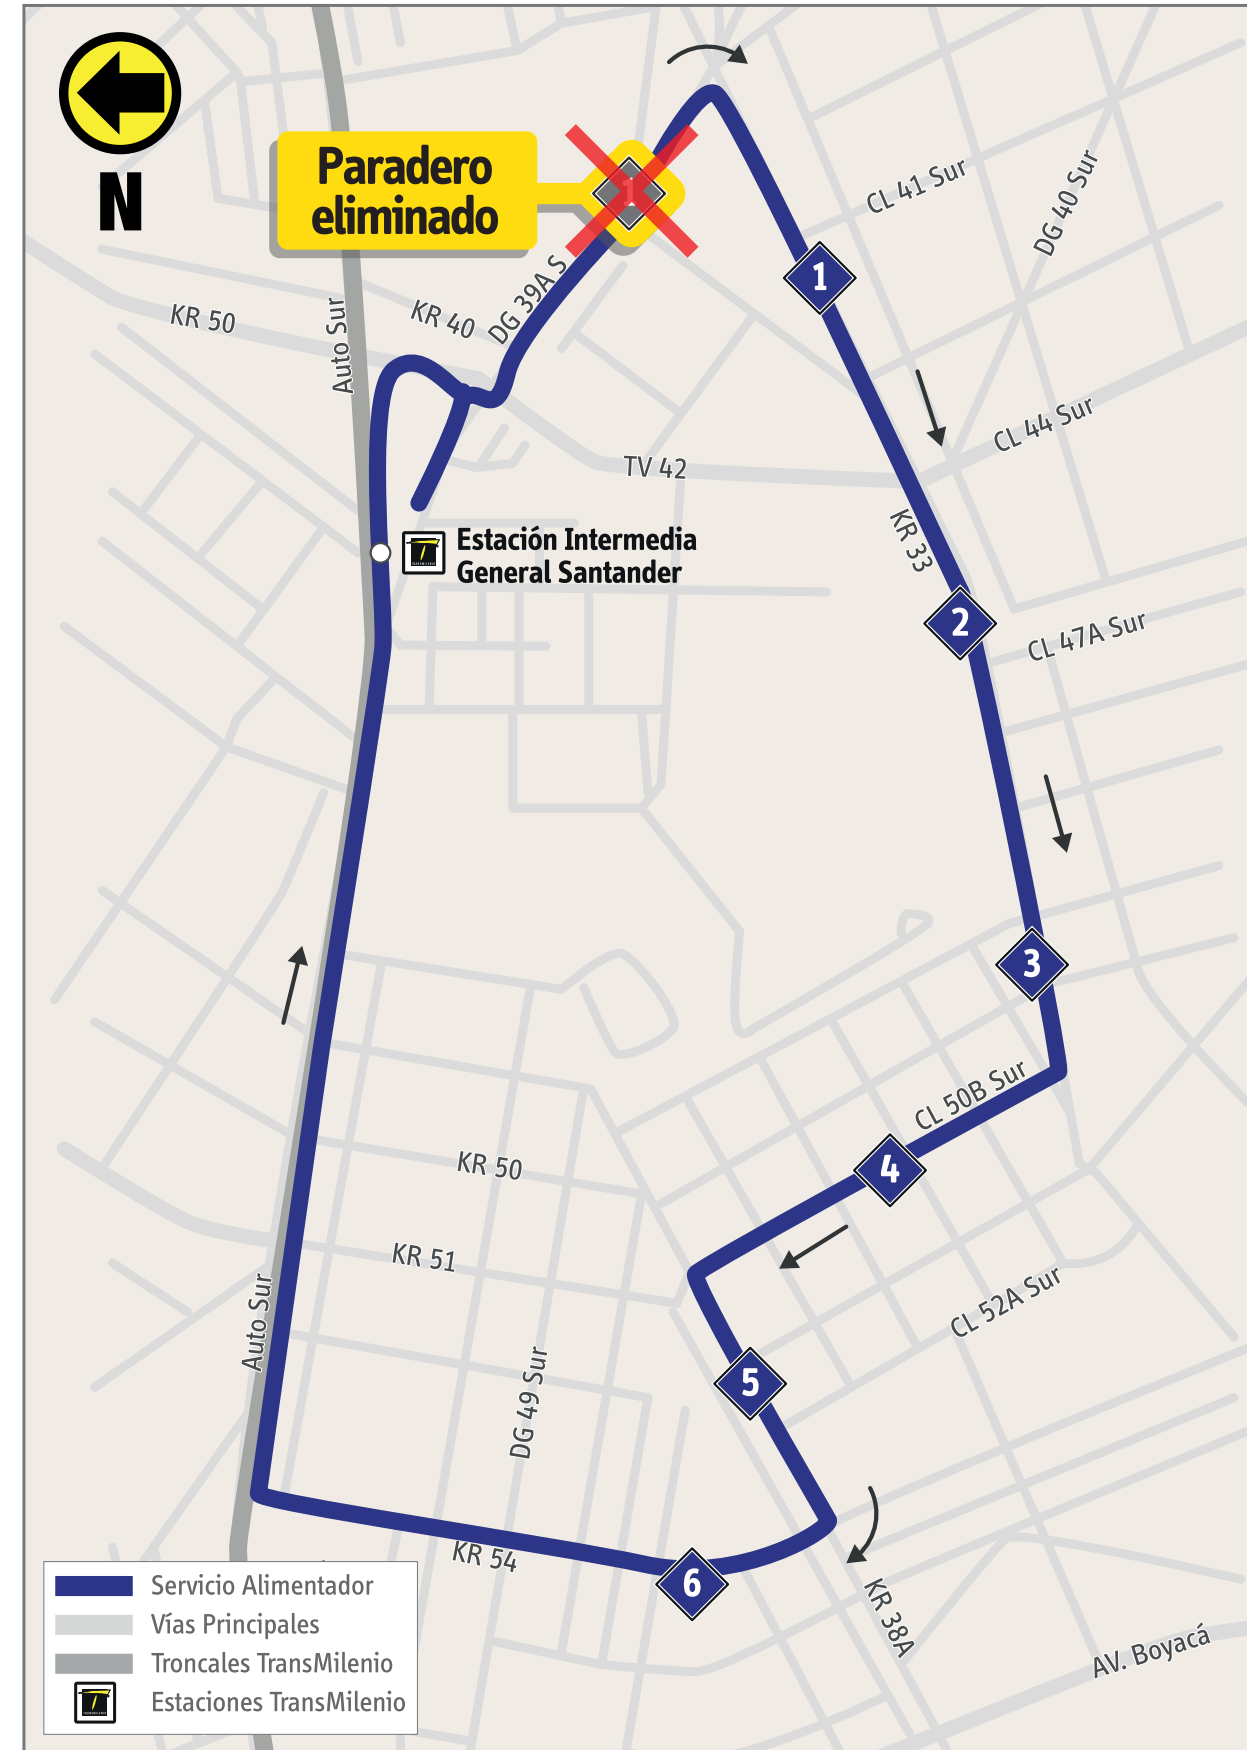 N
Paradero
eliminado
1
CL 41 Sur
DG 40 Sur
1
KR 50
Auto Sur
KR 40
DG 39A S
CL 44 Sur
TV 42
KR 33
Estación Intermedia
General Santander
2
CL 47A Sur
3
CL 50B Sur
4
KR 50
KR 51
CL 52A Sur
Auto Sur
DG 49 Sur
5
KR 54
6
KR 38A
AV. Boyacá
Servicio Alimentador
Vías Principales
Troncales TransMilenio
Estaciones TransMilenio